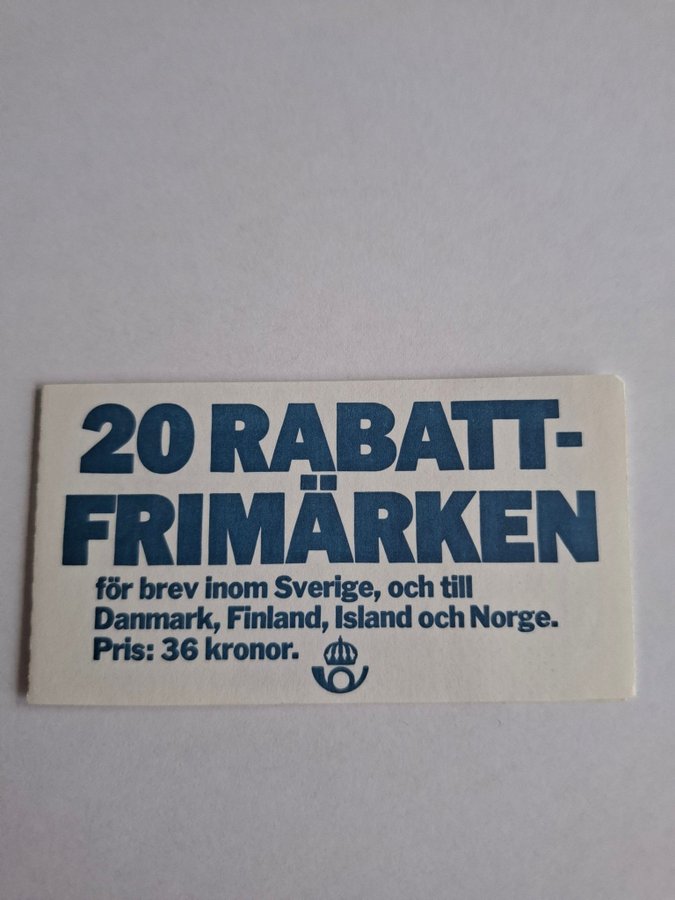 20 RABATT-
FRIMÄRKEN
för brev inom Sverige, och till
Danmark, Finland, Island och Norge.
Pris: 36 kronor.